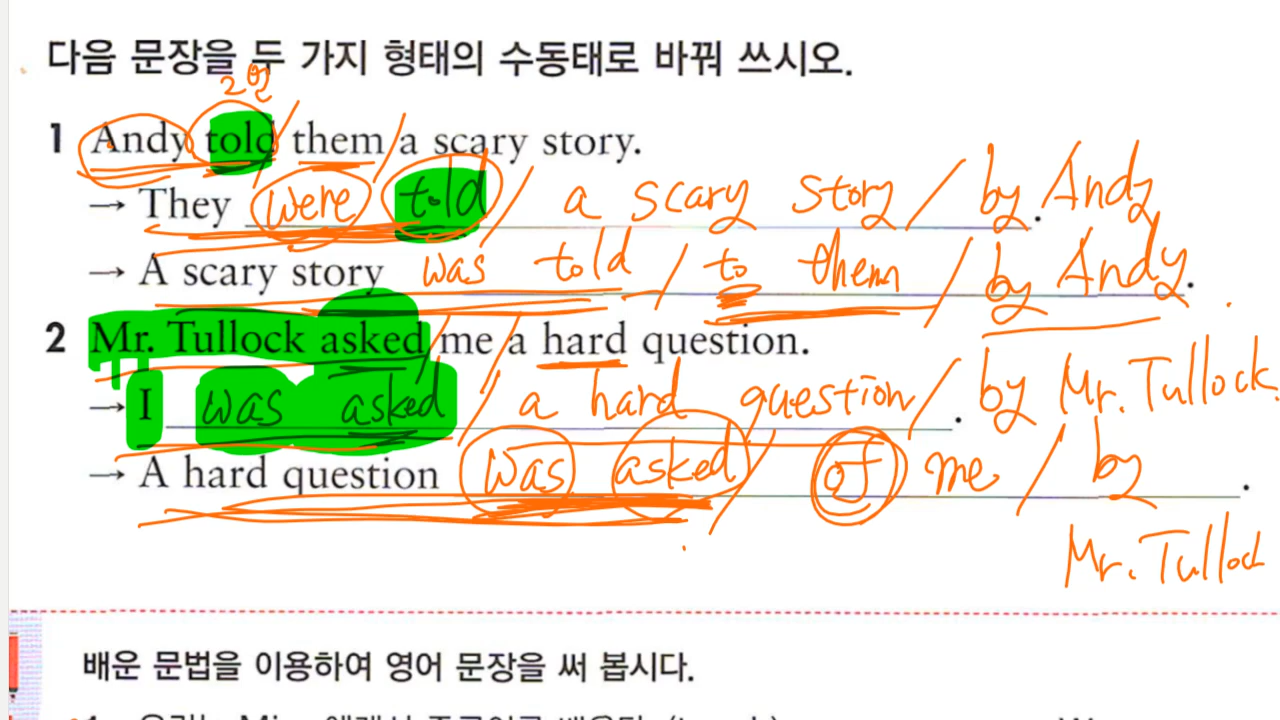 다음 문장을 두 가지 형태의 수동태로 바꿔 쓰시오.
1 Andy told them a scary story.
→ They were told / a scary story / by Andy.
→ A scary story was told / to them / by Andy.
2 Mr. Tullock asked me a hard question.
→ I was asked / a hard question / by Mr. Tullock.
→ A hard question was asked / of me / by
Mr. Tullock
배운 문법을 이용하여 영어 문장을 써 봅시다.